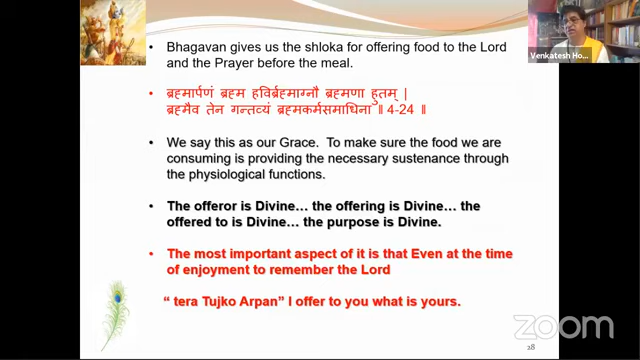 Venkatesh Ho...
Bhagavan gives us the shloka for offering food to the Lord
and the Prayer before the meal.
ब्रह्मार्पणं ब्रह्म हविर्ब्रह्माग्नौ ब्रह्मणा हुतम् |
ब्रह्मैव तेन गन्तव्यं ब्रह्मकर्मसमाधिना ॥ 4-24 ॥
We say this as our Grace. To make sure the food we are
consuming is providing the necessary sustenance through
the physiological functions.
The offeror is Divine… the offering is Divine… the
offered to is Divine… the purpose is Divine.
The most important aspect of it is that Even at the time
of enjoyment to remember the Lord
“ tera Tujko Arpan” I offer to you what is yours.
zoom
28